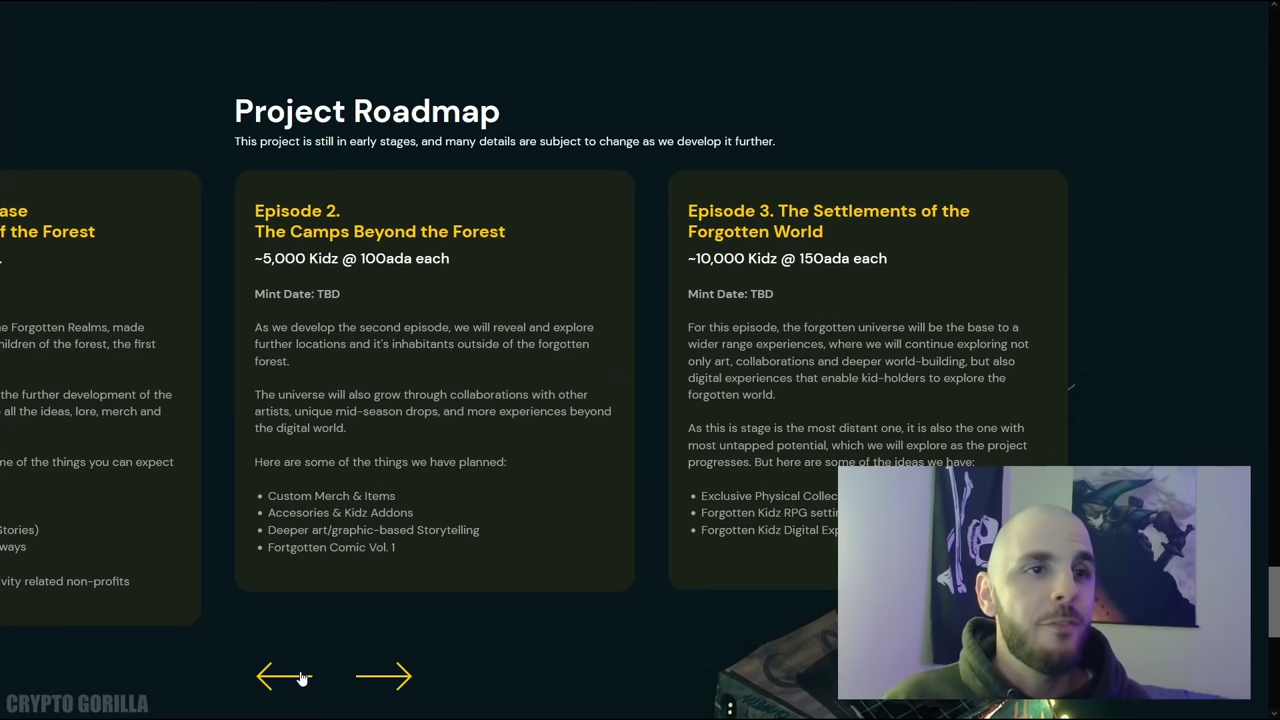 Project Roadmap
This project is still in early stages, and many details are subject to change as we develop it further.
ase
f the Forest
.
e Forgotten Realms, made
hildren of the forest, the first
the further development of the
all the ideas, lore, merch and
me of the things you can expect
Stories)
ways
vity related non-profits
Episode 2.
The Camps Beyond the Forest
~5,000 Kidz @ 100ada each
Mint Date: TBD
As we develop the second episode, we will reveal and explore
further locations and it's inhabitants outside of the forgotten
forest.
The universe will also grow through collaborations with other
artists, unique mid-season drops, and more experiences beyond
the digital world.
Here are some of the things we have planned:
• Custom Merch & Items
• Accesories & Kidz Addons
• Deeper art/graphic-based Storytelling
• Fortgotten Comic Vol. 1
Episode 3. The Settlements of the
Forgotten World
~10,000 Kidz @ 150ada each
Mint Date: TBD
For this episode, the forgotten universe will be the base to a
wider range experiences, where we will continue exploring not
only art, collaborations and deeper world-building, but also
digital experiences that enable kid-holders to explore the
forgotten world.
As this is stage is the most distant one, it is also the one with
most untapped potential, which we will explore as the project
progresses. But here are some of the ideas we have:
• Exclusive Physical Collec
• Forgotten Kidz RPG settin
• Forgotten Kidz Digital Exp
CRYPTO GORILLA